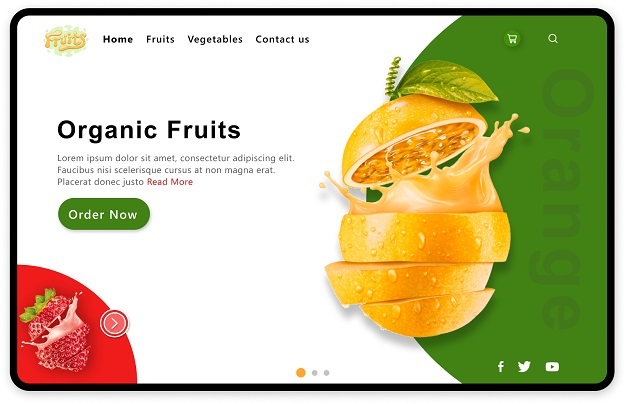 Fruits
Home Fruits Vegetables Contact us
Organic Fruits
Lorem ipsum dolor sit amet, consectetur adipiscing elit.
Faucibus nisi scelerisque cursus at non magna erat.
Placerat donec justo Read More
Order Now
Orange